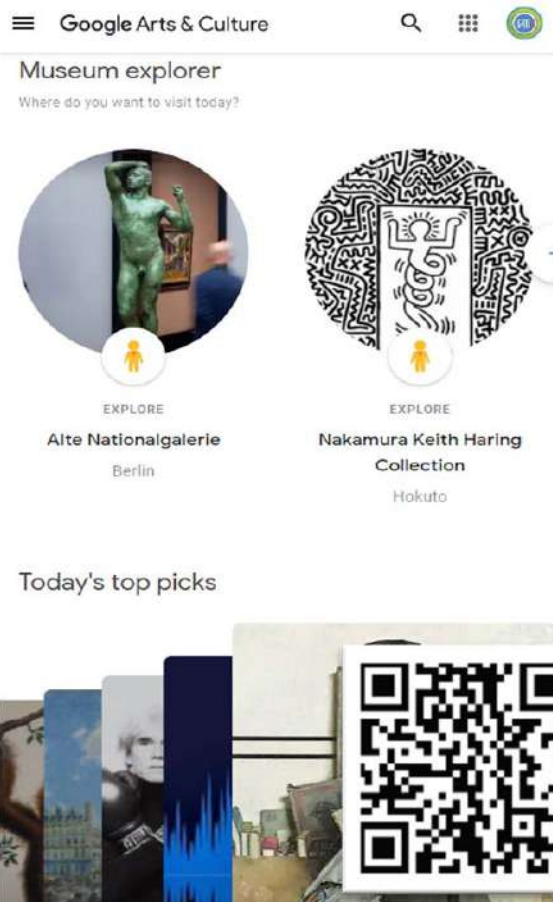 Google Arts & Culture
Museum explorer
Where do you want to visit today?
EXPLORE
Alte Nationalgalerie
Berlin
EXPLORE
Nakamura Keith Haring
Collection
Hokuto
Today's top picks